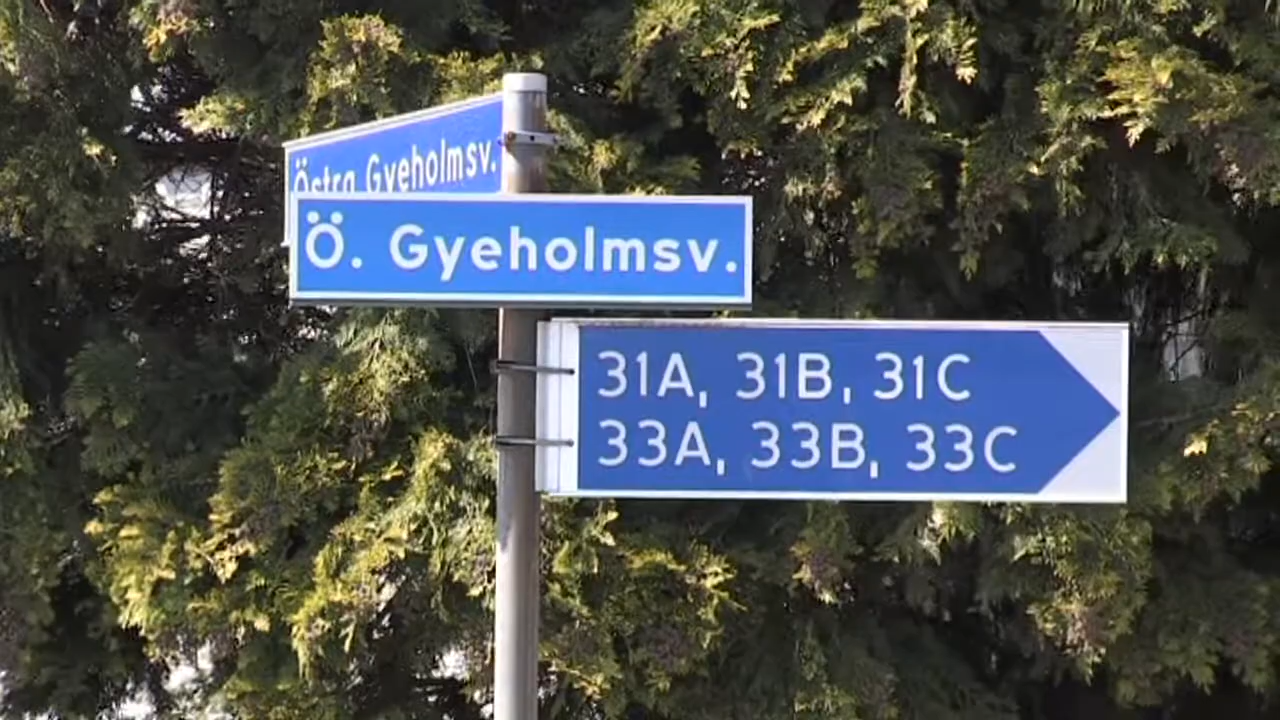 Östra Gyeholmsv.
Ö. Gyeholmsv.
31A, 31B, 31C
33A, 33B, 33C